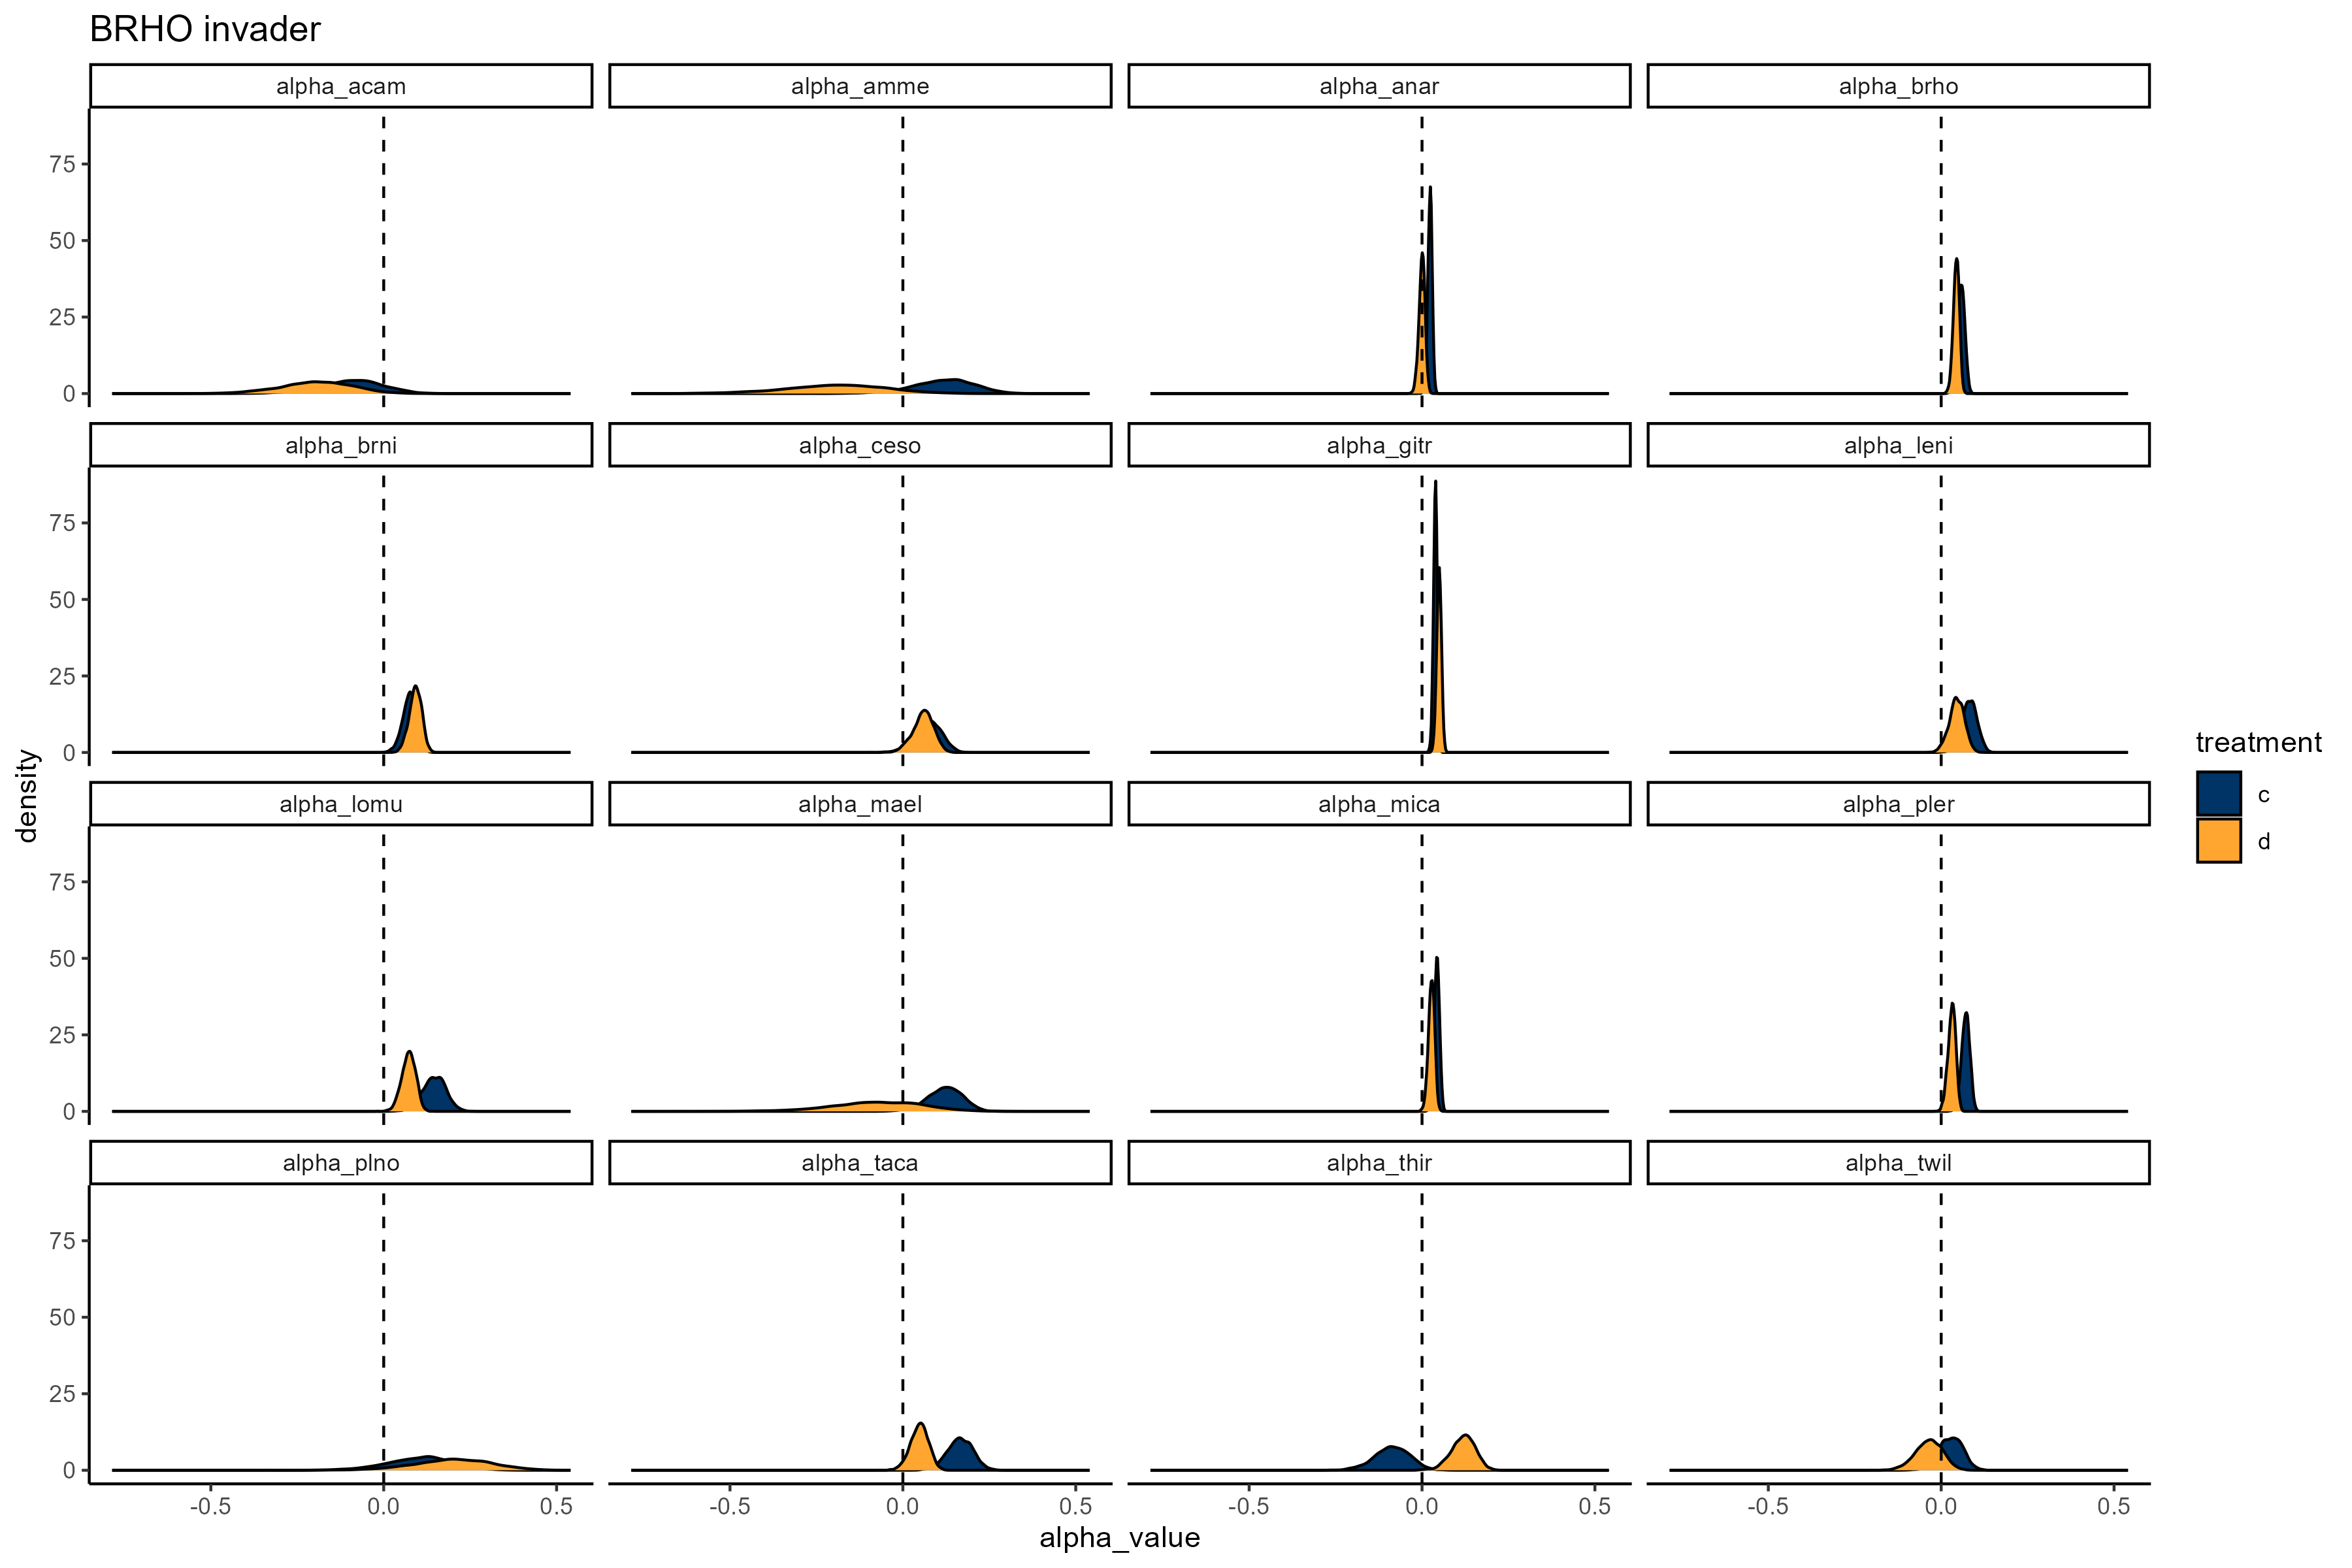 BRHO invader
alpha_acam
alpha_amme
alpha_anar
alpha_brho
75
50
25
0
alpha_brni
alpha_ceso
alpha_gitr
alpha_leni
75
50
25
0
alpha_lomu
alpha_mael
alpha_mica
alpha_pler
75
50
25
0
alpha_plno
alpha_taca
alpha_thir
alpha_twil
75
50
25
0
-0.5 0.0 0.5
-0.5 0.0 0.5
-0.5 0.0 0.5
-0.5 0.0 0.5
alpha_value
density
treatment
c
d